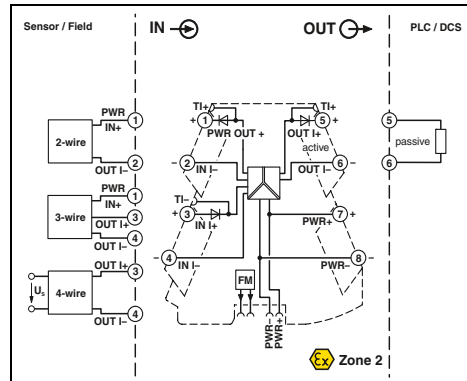 Sensor / Field
IN
OUT
PLC / DCS
2-wire
PWR
IN+
1
OUT I–
2
3-wire
PWR
IN+
1
OUT I+
3
OUT I–
4
Us
4-wire
OUT I+
3
OUT I–
4
TI+
+
1
PWR OUT +
–
2
IN I–
TI–
+
3
IN I+
–
4
IN I–
TI+
5
+
OUT I+
active
6
–
OUT I–
7
+
PWR+
8
–
PWR–
FM
PWR–
PWR+
5
passive
6
Ex Zone 2